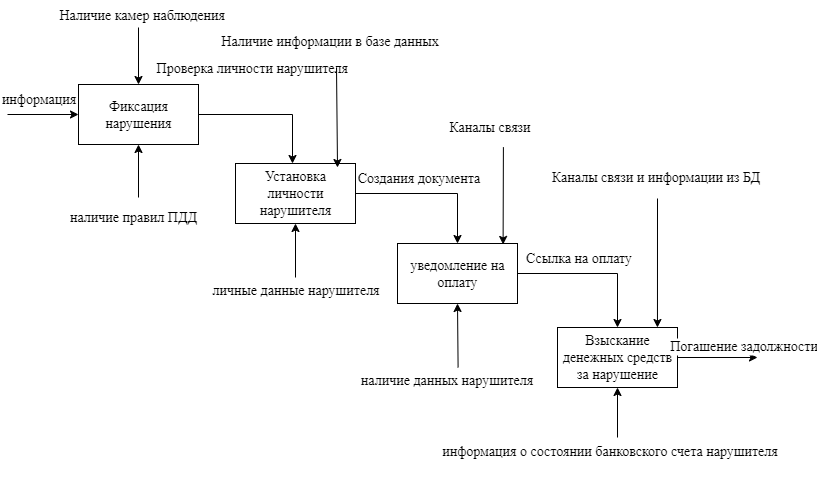 Наличие камер наблюдения
Наличие информации в базе данных
Проверка личности нарушителя
информация
Фиксация
нарушения
Каналы связи
Установка
личности
нарушителя
Создания документа
Каналы связи и информации из БД
наличие правил ПДД
уведомление на
оплату
Ссылка на оплату
личные данные нарушителя
Взыскание
денежных средств
за нарушение
Погашение задолжности
наличие данных нарушителя
информация о состоянии банковского счета нарушителя